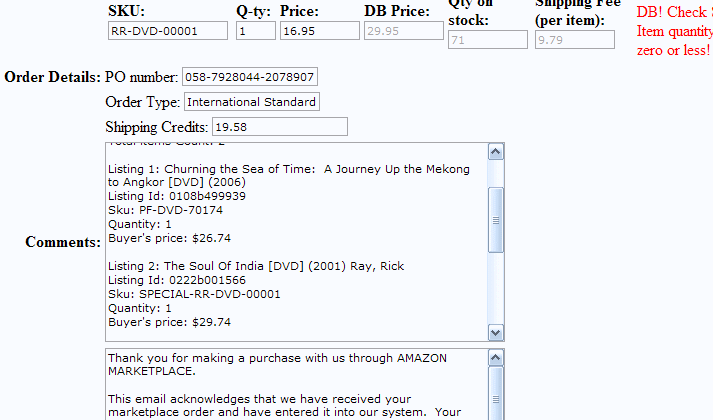 SKU: Q-ty: Price: DB Price: Qty on stock: Shipping Fee (per item):
RR-DVD-00001 1 16.95 29.95 71 9.79
DB! Check
Item quantity
zero or less!
Order Details: PO number: 058-7928044-2078907
Order Type: International Standard
Shipping Credits: 19.58
Comments:
Total Items Count: 2
Listing 1: Churning the Sea of Time:  A Journey Up the Mekong
to Angkor [DVD] (2006)
Listing Id: 0108b499939
Sku: PF-DVD-70174
Quantity: 1
Buyer's price: $26.74
Listing 2: The Soul Of India [DVD] (2001) Ray, Rick
Listing Id: 0222b001566
Sku: SPECIAL-RR-DVD-00001
Quantity: 1
Buyer's price: $29.74
Thank you for making a purchase with us through AMAZON
MARKETPLACE.
This email acknowledges that we have received your
marketplace order and have entered it into our system.  Your